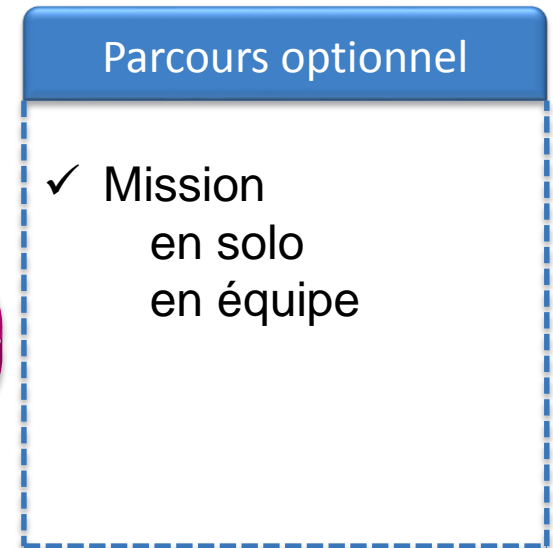 Parcours optionnel
✓ Mission
en solo
en équipe